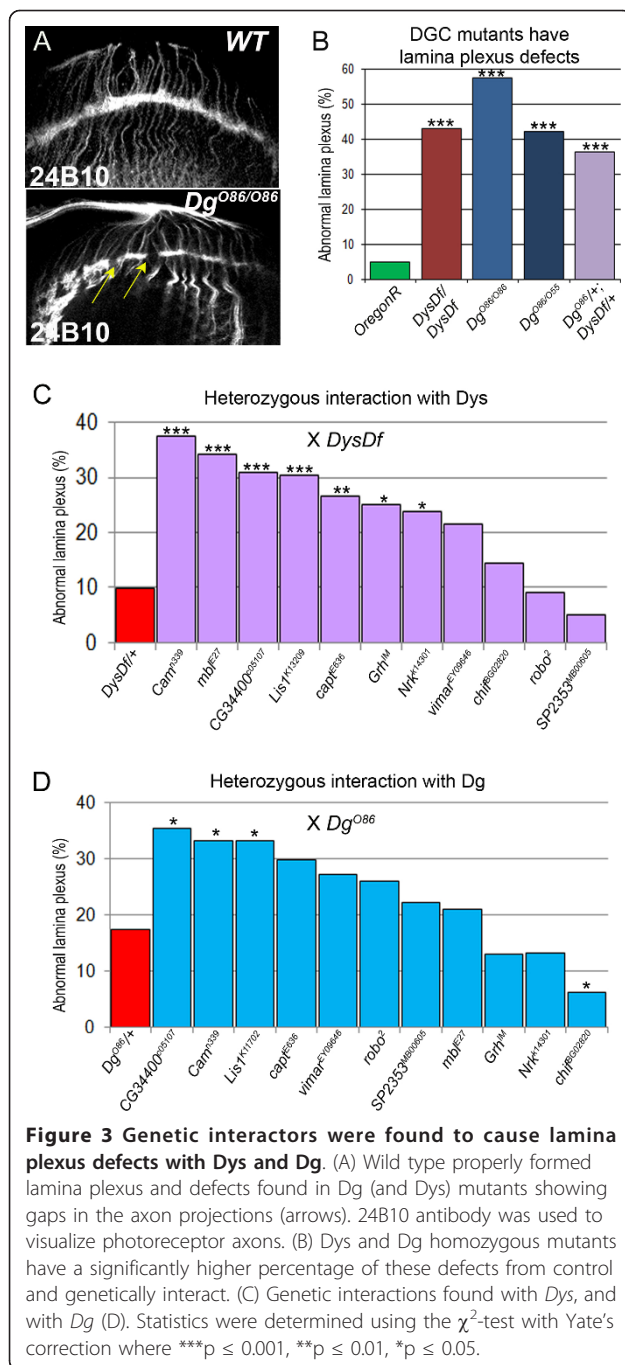 A
WT
24B10
Dg^O86/O86
24B10
B
DGC mutants have
lamina plexus defects
Abnormal lamina plexus (%)
60
50
40
30
20
10
0
***
***
***
***
OregonR
DysDf/
DysDf
Dg^O86/O86
Dg^O86/O55
Dg^O86/+;
DysDf/+
C
Heterozygous interaction with Dys
X DysDf
Abnormal lamina plexus (%)
40
30
20
10
0
***
***
***
***
**
*
*
DysDf/+
Cam^n339
mbl^E27
CG34400^c05107
Lis1^K13209
capt^E636
Grh^IM
Nrk^k14301
vimar^EY09646
chif^BG02820
robo^2
SP2353^MB00605
D
Heterozygous interaction with Dg
X Dg^O86
Abnormal lamina plexus (%)
40
30
20
10
0
*
*
*
*
Dg^O86/+
CG34400^c05107
Cam^n339
Lis1^K11702
capt^E636
vimar^EY09646
robo^2
SP2353^MB00605
mbl^E27
Grh^IM
Nrk^k14301
chif^BG02820
Figure 3 Genetic interactors were found to cause lamina
plexus defects with Dys and Dg. (A) Wild type properly formed
lamina plexus and defects found in Dg (and Dys) mutants showing
gaps in the axon projections (arrows). 24B10 antibody was used to
visualize photoreceptor axons. (B) Dys and Dg homozygous mutants
have a significantly higher percentage of these defects from control
and genetically interact. (C) Genetic interactions found with Dys, and
with Dg (D). Statistics were determined using the χ²-test with Yate's
correction where ***p ≤ 0.001, **p ≤ 0.01, *p ≤ 0.05.